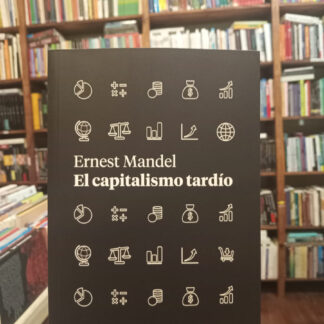 Ernest Mandel
El capitalismo tardío